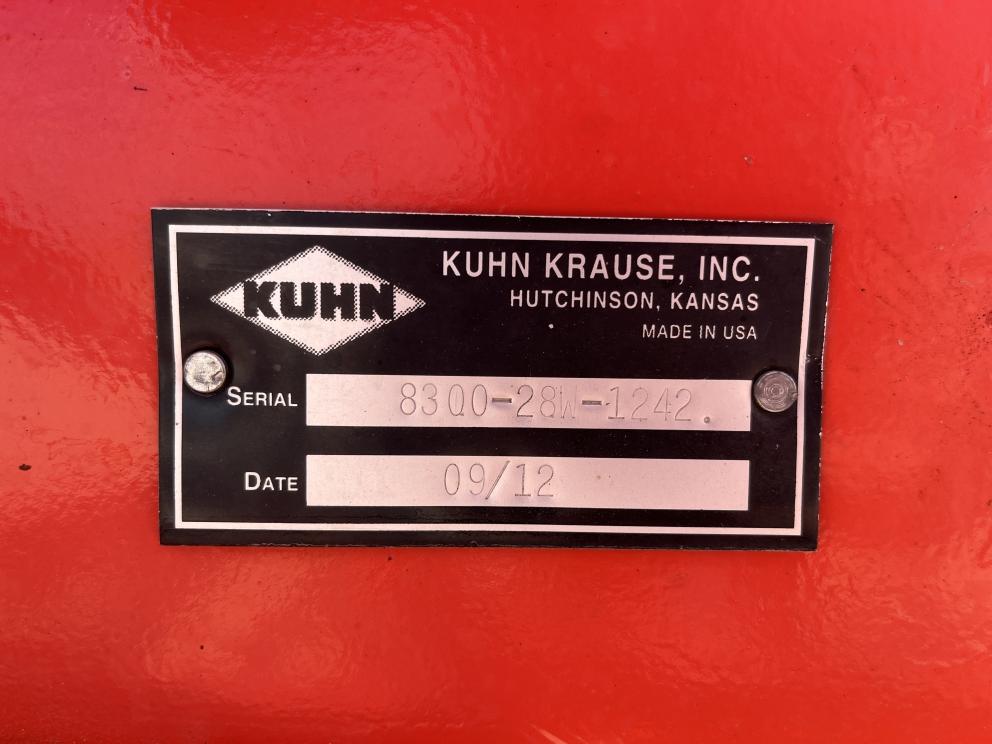 KUHN
KUHN KRAUSE, INC.
HUTCHINSON, KANSAS
MADE IN USA
SERIAL 8300-28W-1242.
DATE 09/12